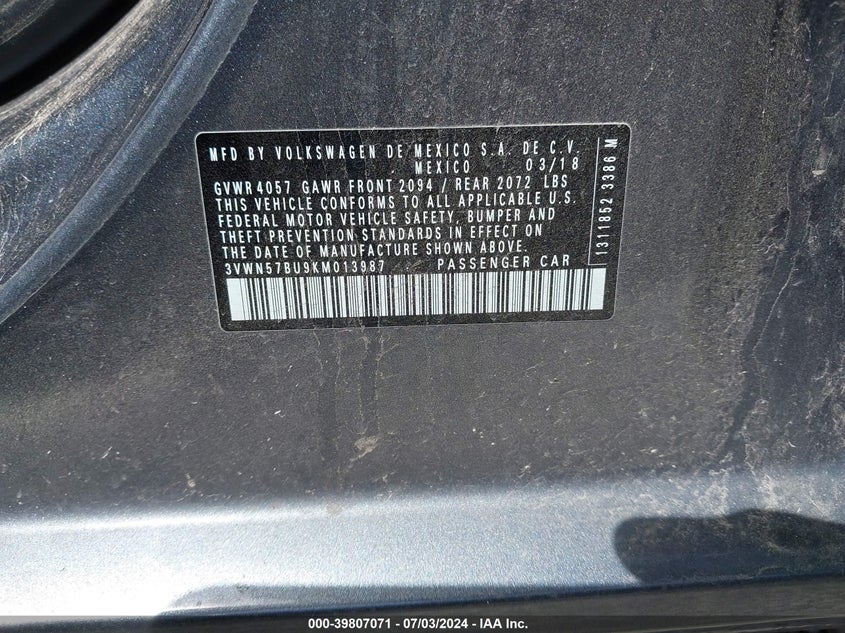 MFD BY VOLKSWAGEN DE MEXICO S.A. DE C.V.
MEXICO 03/18
GVWR 4057 GAWR FRONT 2094 / REAR 2072 LBS
THIS VEHICLE CONFORMS TO ALL APPLICABLE U.S.
FEDERAL MOTOR VEHICLE SAFETY, BUMPER AND
THEFT PREVENTION STANDARDS IN EFFECT ON
THE DATE OF MANUFACTURE SHOWN ABOVE.
3VWN57BU9KM013987 PASSENGER CAR
1311852 3386 M
000-39807071 - 07/03/2024 - IAA Inc.